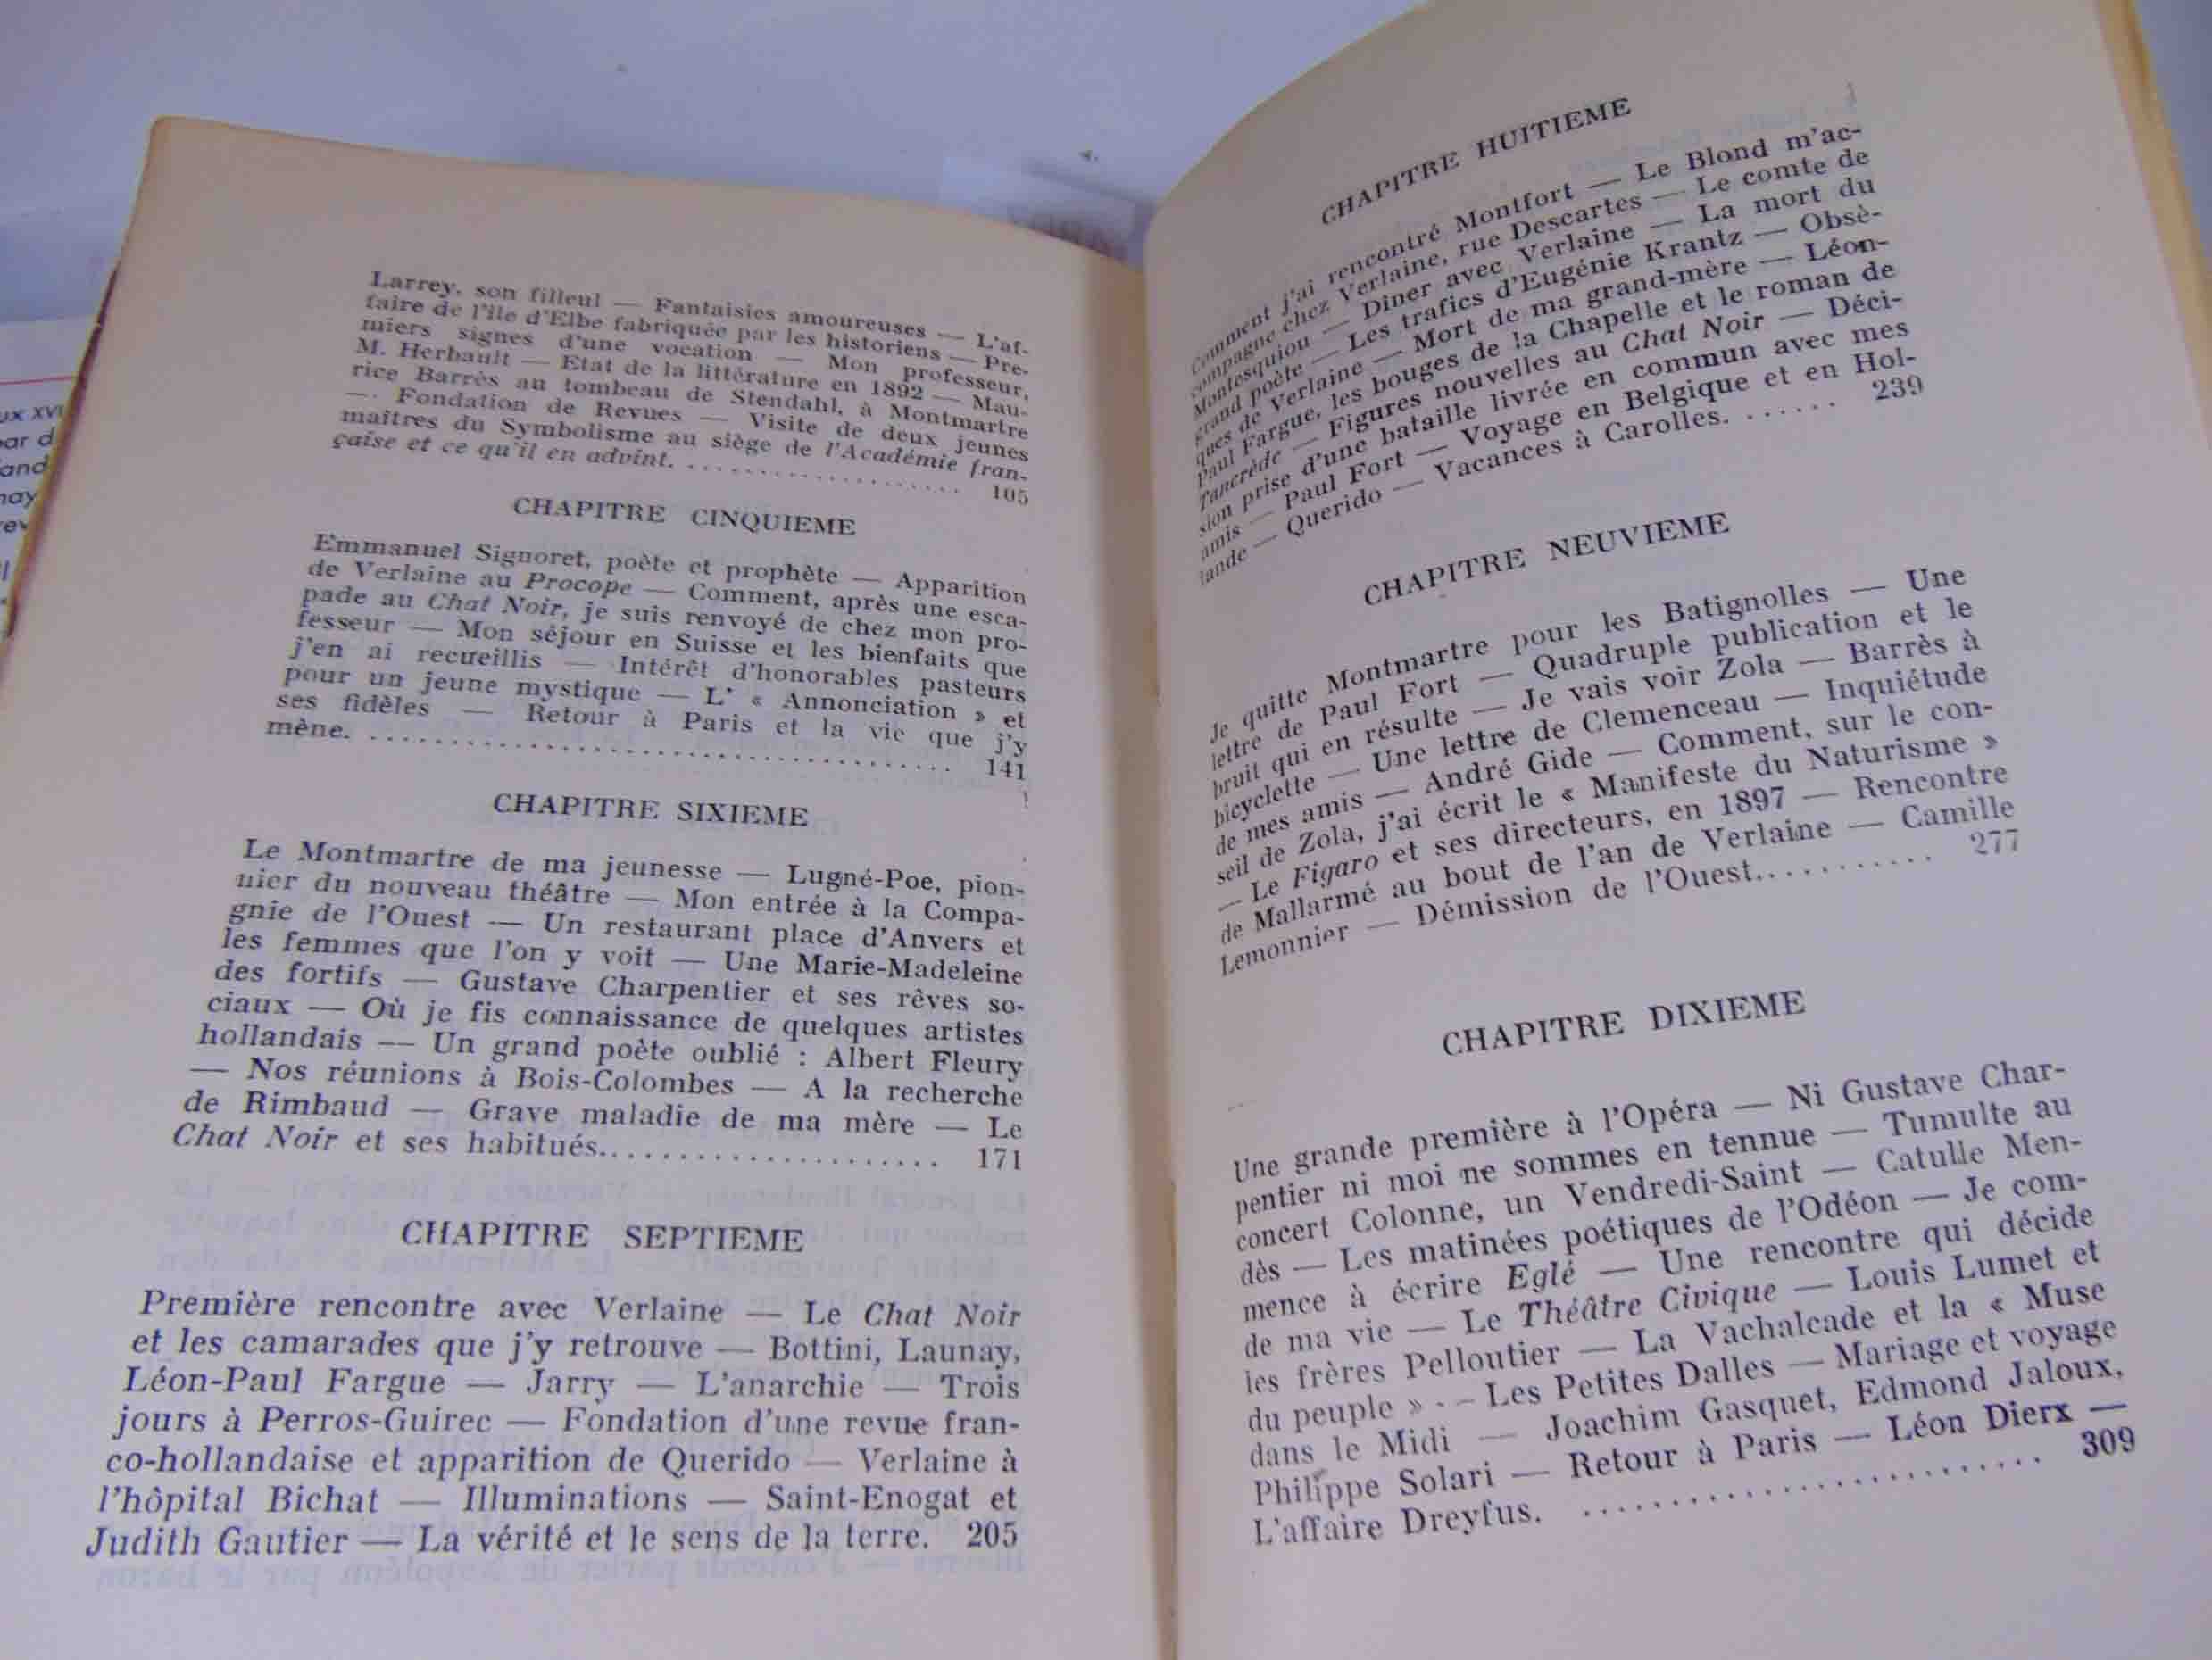 Larrey, son filleul — Fantaisies amoureuses — L'af-
faire de l'île d'Elbe fabriquée par les historiens — Pre-
miers signes d'une vocation — Mon professeur,
M. Herbault — Etat de la littérature en 1892 — Mau-
rice Barrès au tombeau de Stendahl, à Montmartre
— Fondation de Revues — Visite de deux jeunes
maîtres du Symbolisme au siège de l'Académie fran-
çaise et ce qu'il en advint. .................. 105
CHAPITRE CINQUIEME
Emmanuel Signoret, poète et prophète — Apparition
de Verlaine au Procope — Comment, après une esca-
pade au Chat Noir, je suis renvoyé de chez mon pro-
fesseur — Mon séjour en Suisse et les bienfaits que
j'en ai recueillis — Intérêt d'honorables pasteurs
pour un jeune mystique — L' « Annonciation » et
ses fidèles — Retour à Paris et la vie que j'y
mène. .................................... 141
CHAPITRE SIXIEME
Le Montmartre de ma jeunesse — Lugné-Poe, pion-
nier du nouveau théâtre — Mon entrée à la Compa-
gnie de l'Ouest — Un restaurant place d'Anvers et
les femmes que l'on y voit — Une Marie-Madeleine
des fortifs — Gustave Charpentier et ses rêves so-
ciaux — Où je fis connaissance de quelques artistes
hollandais — Un grand poète oublié : Albert Fleury
— Nos réunions à Bois-Colombes — A la recherche
de Rimbaud — Grave maladie de ma mère — Le
Chat Noir et ses habitués...................... 171
CHAPITRE SEPTIEME
Première rencontre avec Verlaine — Le Chat Noir
et les camarades que j'y retrouve — Bottini, Launay,
Léon-Paul Fargue — Jarry — L'anarchie — Trois
jours à Perros-Guirec — Fondation d'une revue fran-
co-hollandaise et apparition de Querido — Verlaine à
l'hôpital Bichat — Illuminations — Saint-Enogat et
Judith Gautier — La vérité et le sens de la terre. 205
CHAPITRE HUITIEME
Comment j'ai rencontré Montfort — Le Blond m'ac-
compagne chez Verlaine, rue Descartes — Le comte de
Montesquiou — Dîner avec Verlaine — La mort du
grand poète — Les trafics d'Eugénie Krantz — Obsè-
ques de Verlaine — Mort de ma grand-mère — Léon-
Paul Fargue, les bouges de la Chapelle et le roman de
Tancrède — Figures nouvelles au Chat Noir — Déci-
sion prise d'une bataille livrée en commun avec mes
amis — Paul Fort — Voyage en Belgique et en Hol-
lande — Querido — Vacances à Carolles. ...... 239
CHAPITRE NEUVIEME
Je quitte Montmartre pour les Batignolles — Une
lettre de Paul Fort — Quadruple publication et le
bruit qui en résulte — Je vais voir Zola — Barrès à
bicyclette — Une lettre de Clemenceau — Inquiétude
de mes amis — André Gide — Comment, sur le con-
seil de Zola, j'ai écrit le « Manifeste du Naturisme »
— Le Figaro et ses directeurs, en 1897 — Rencontre
de Mallarmé au bout de l'an de Verlaine — Camille
Lemonnier — Démission de l'Ouest............ 277
CHAPITRE DIXIEME
Une grande première à l'Opéra — Ni Gustave Char-
pentier ni moi ne sommes en tennue — Tumulte au
concert Colonne, un Vendredi-Saint — Catulle Men-
dès — Les matinées poétiques de l'Odéon — Je com-
mence à écrire Eglé — Une rencontre qui décide
de ma vie — Le Théâtre Civique — Louis Lumet et
les frères Pelloutier — La Vachalcade et la « Muse
du peuple » -- Les Petites Dalles — Mariage et voyage
dans le Midi — Joachim Gasquet, Edmond Jaloux,
Philippe Solari — Retour à Paris — Léon Dierx —
L'affaire Dreyfus. ........................ 309